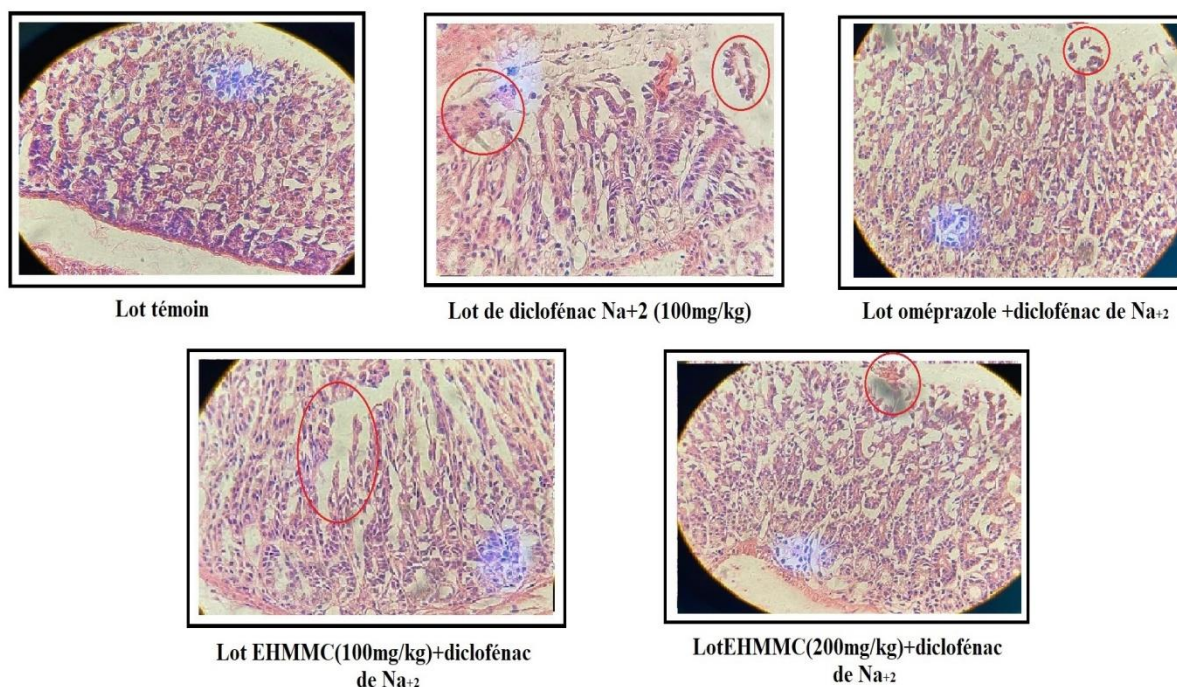 Lot témoin
Lot de diclofénac Na+2 (100mg/kg)
Lot oméprazole +diclofénac de Na+2
Lot EHMMC(100mg/kg)+diclofénac
de Na+2
LotEHMMC(200mg/kg)+diclofénac
de Na+2